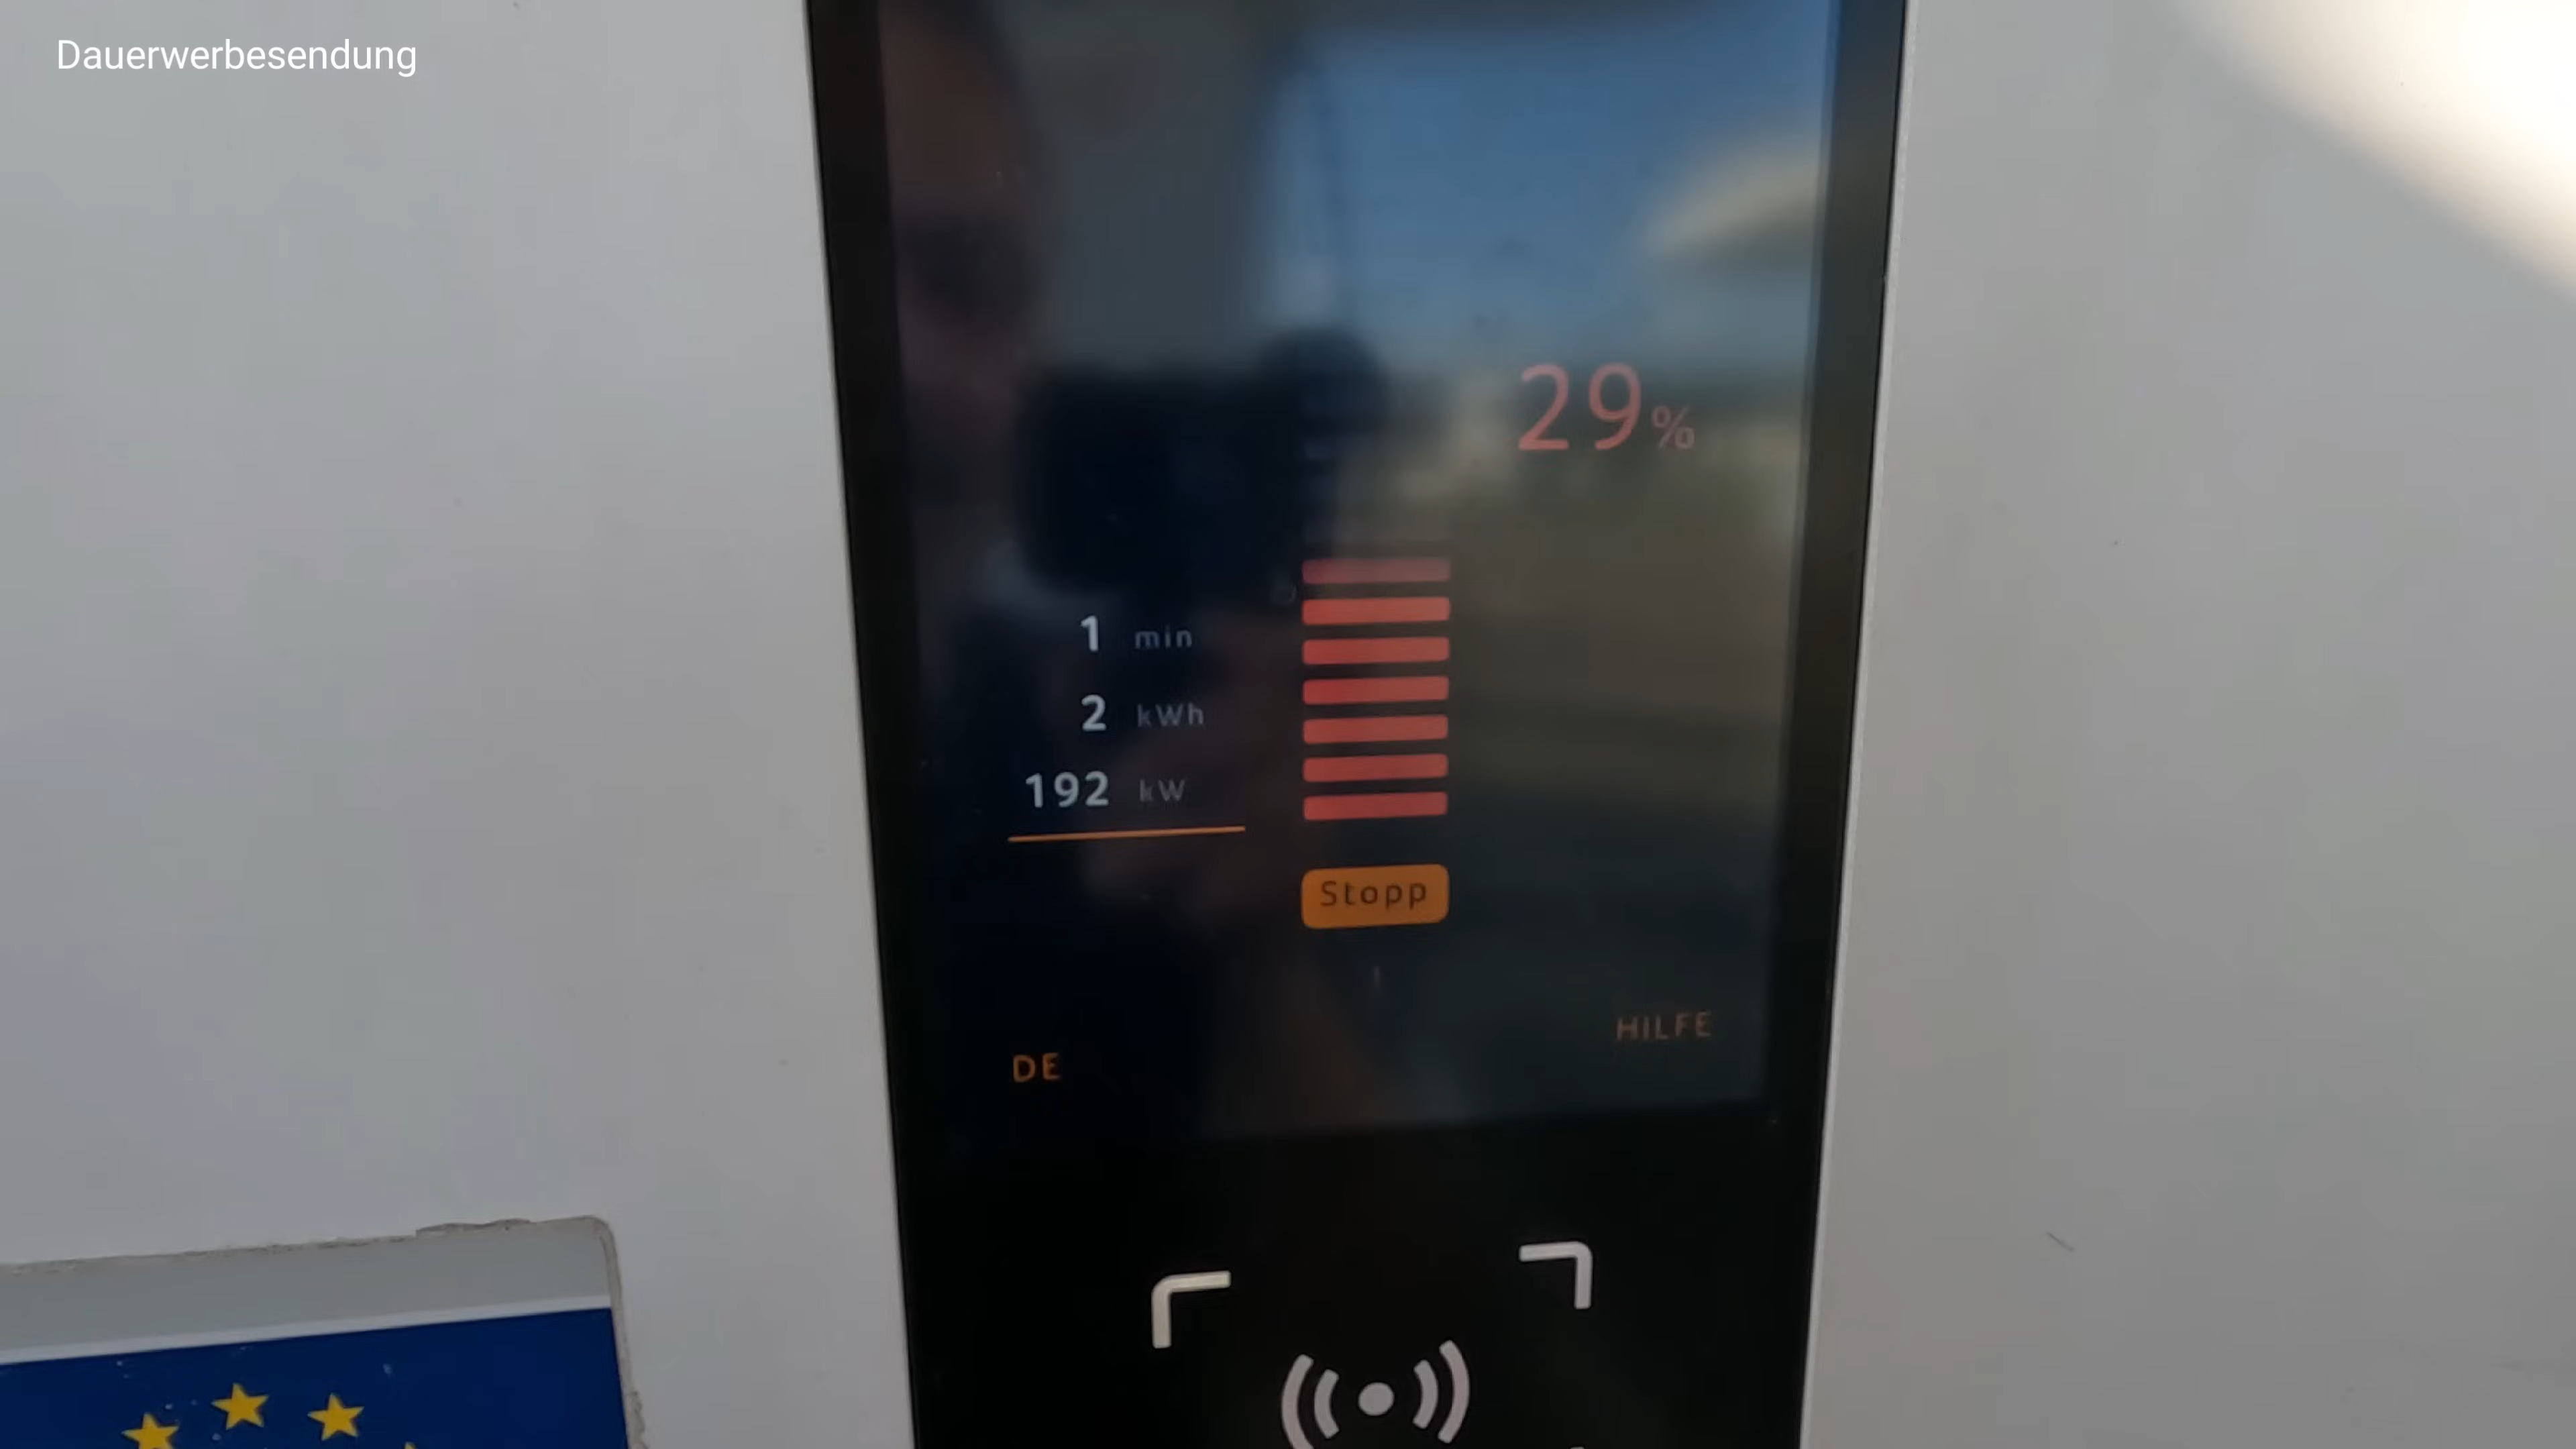 Dauerwerbesendung
29%
1 min
2 kWh
192 kW
Stopp
HILFE
DE